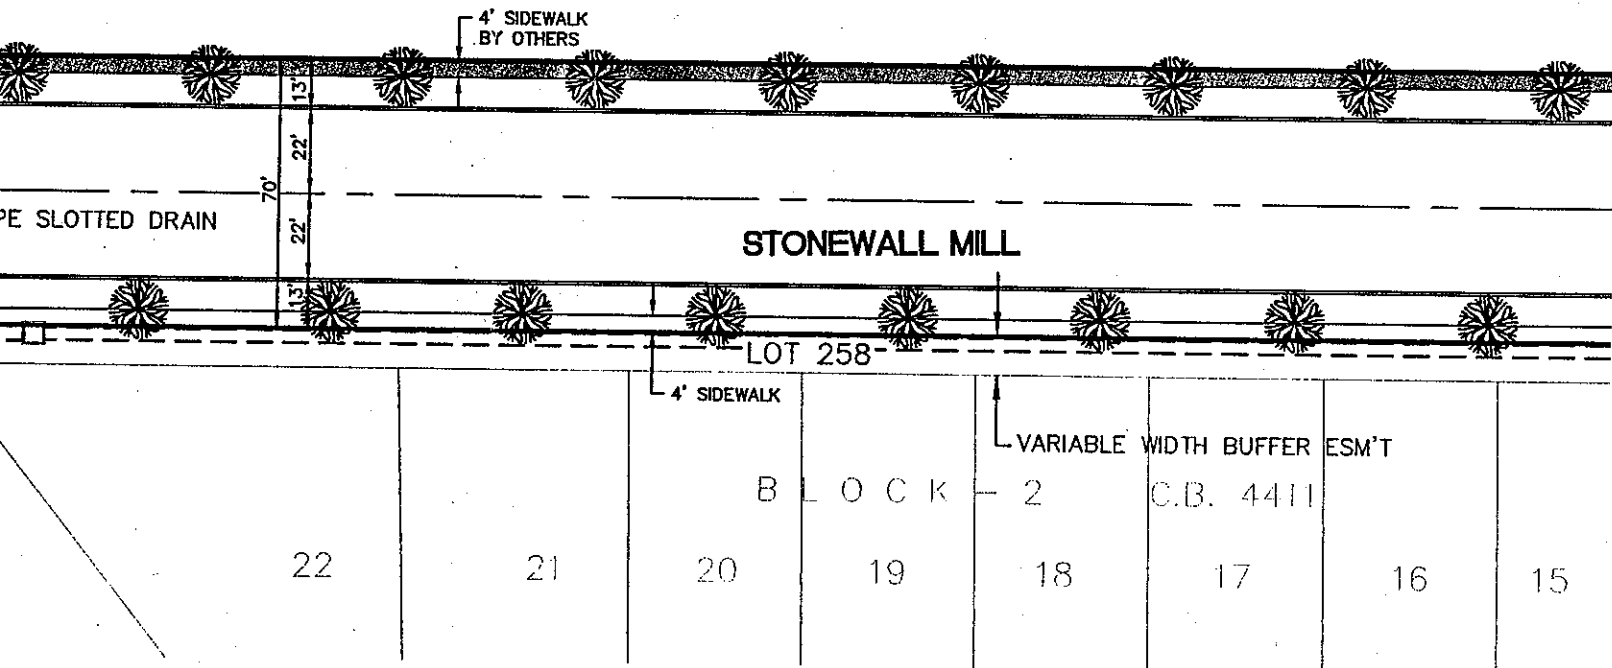 4' SIDEWALK
BY OTHERS
13'
22'
70'
22'
13'
PE SLOTTED DRAIN
STONEWALL MILL
LOT 258
4' SIDEWALK
VARIABLE WIDTH BUFFER ESM'T
BLOCK - 2 C.B. 4411
22 21 20 19 18 17 16 15